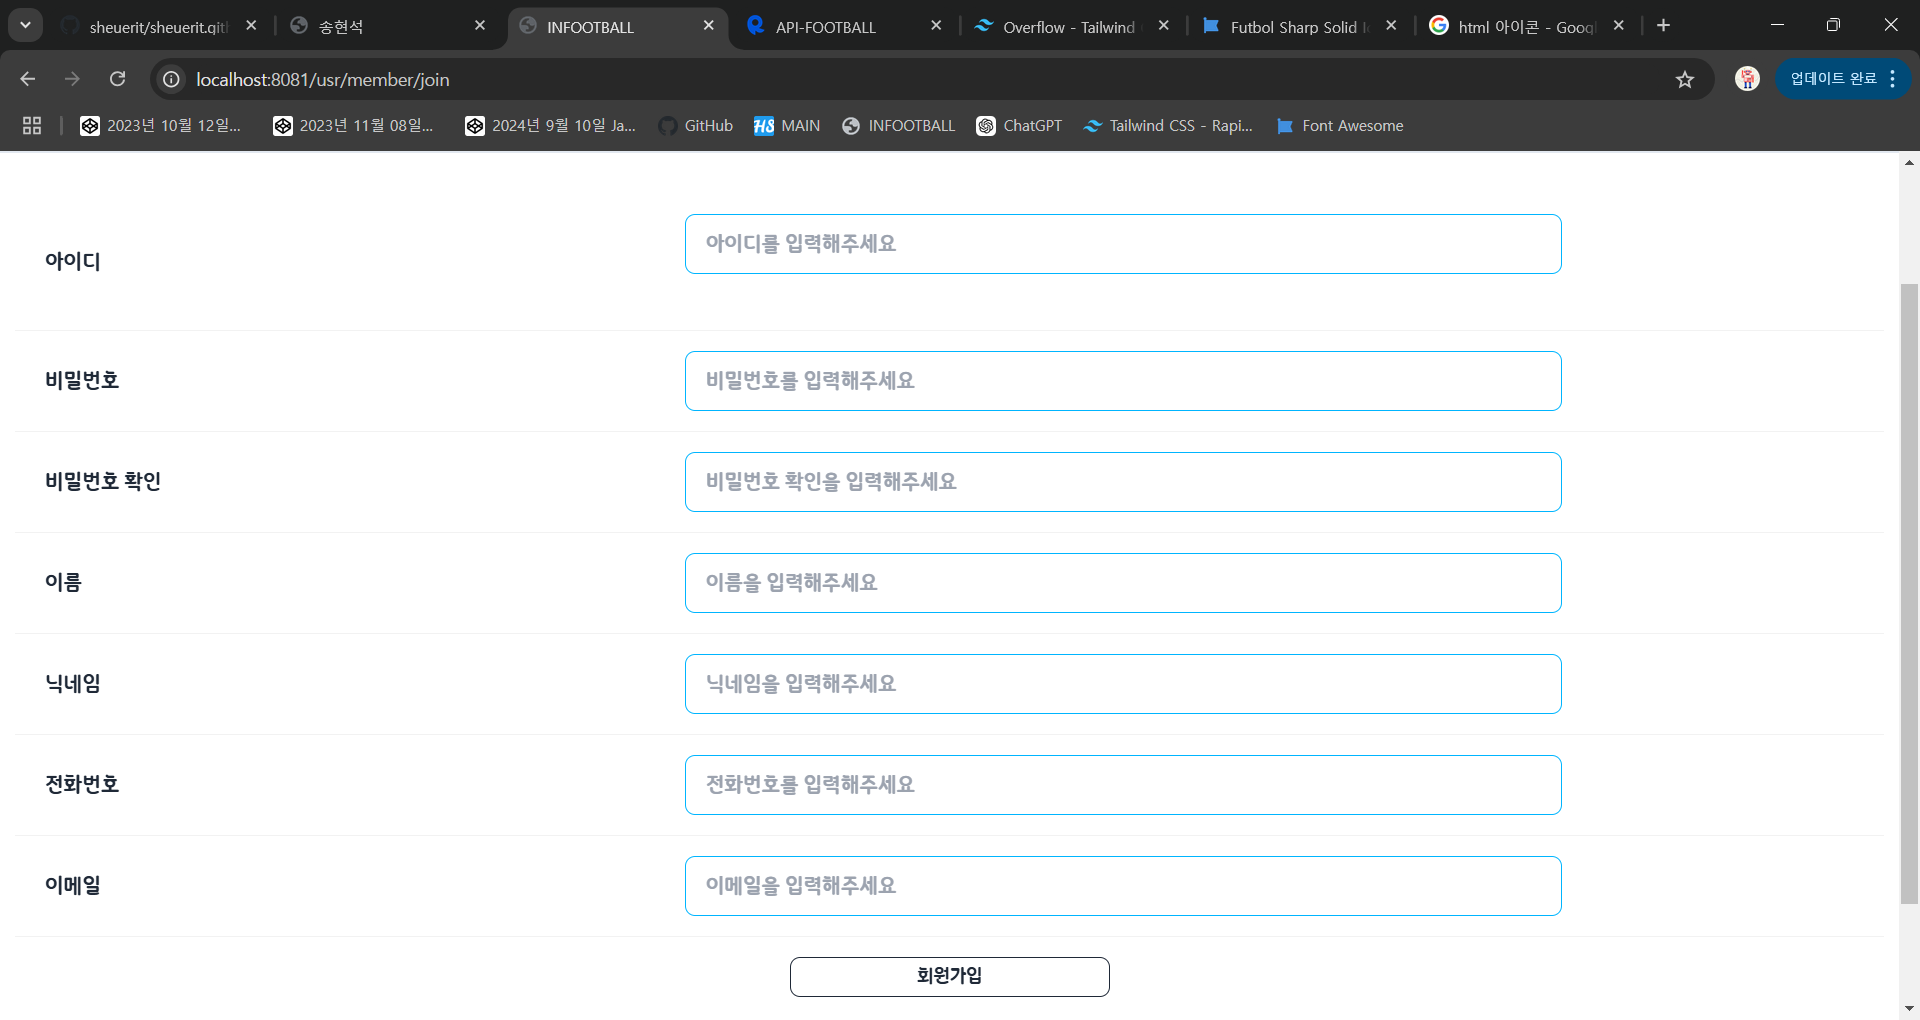 sheuerit/sheuerit.git
송현석
INFOOTBALL
API-FOOTBALL
Overflow - Tailwind
Futbol Sharp Solid I
html 아이콘 - Goog
localhost:8081/usr/member/join
업데이트 완료
2023년 10월 12일...
2023년 11월 08일...
2024년 9월 10일 Ja...
GitHub
HS MAIN
INFOOTBALL
ChatGPT
Tailwind CSS - Rapi...
Font Awesome
아이디
아이디를 입력해주세요
비밀번호
비밀번호를 입력해주세요
비밀번호 확인
비밀번호 확인을 입력해주세요
이름
이름을 입력해주세요
닉네임
닉네임을 입력해주세요
전화번호
전화번호를 입력해주세요
이메일
이메일을 입력해주세요
회원가입